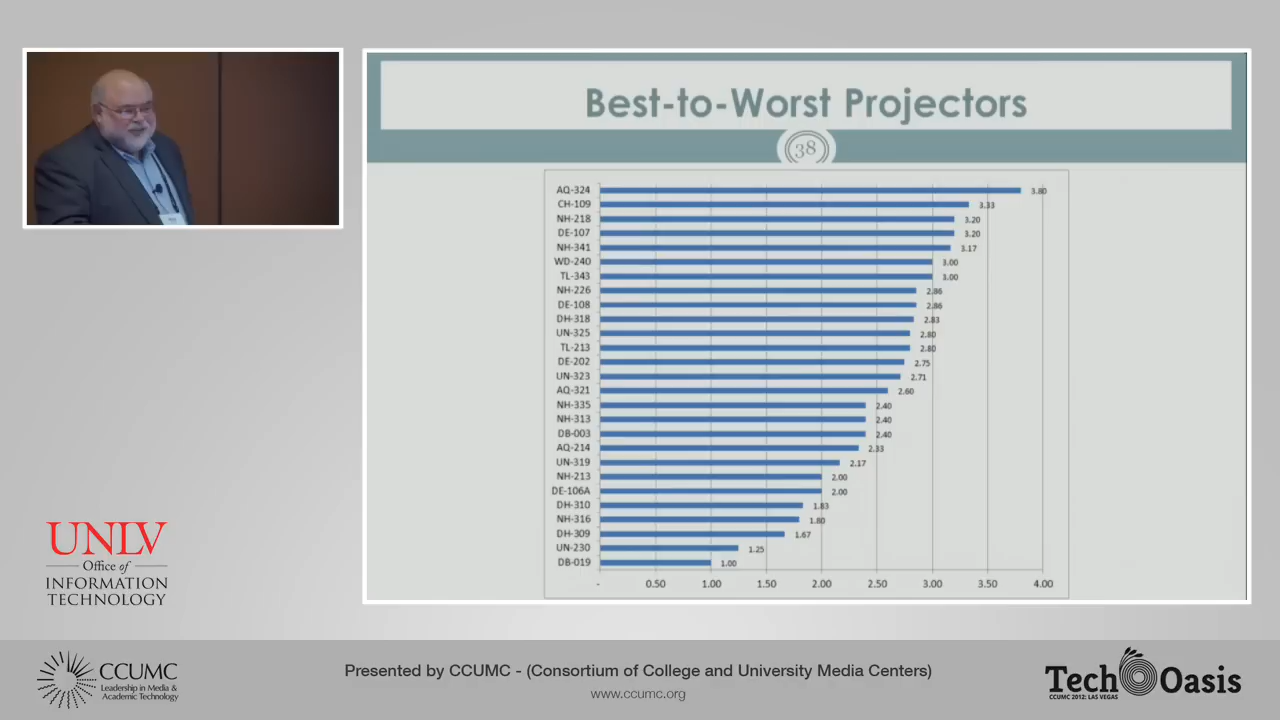 Best-to-Worst Projectors
38
AQ-324 3.80
CH-109 3.33
NH-218 3.20
DE-107 3.20
NH-341 3.17
WD-240 3.00
TL-343 3.00
NH-226 2.86
DE-108 2.86
DH-318 2.83
UN-325 2.80
TL-213 2.80
DE-202 2.75
UN-323 2.71
AQ-321 2.60
NH-335 2.40
NH-313 2.40
DB-003 2.40
AQ-214 2.33
UN-319 2.17
NH-213 2.00
DE-106A 2.00
DH-310 1.83
NH-316 1.80
DH-309 1.67
UN-230 1.25
DB-019 1.00
- 0.50 1.00 1.50 2.00 2.50 3.00 3.50 4.00
UNLV
Office of
INFORMATION
TECHNOLOGY
CCUMC
Leadership in Media &
Academic Technology
Presented by CCUMC - (Consortium of College and University Media Centers)
www.ccumc.org
Tech Oasis
CCUMC 2012: LAS VEGAS